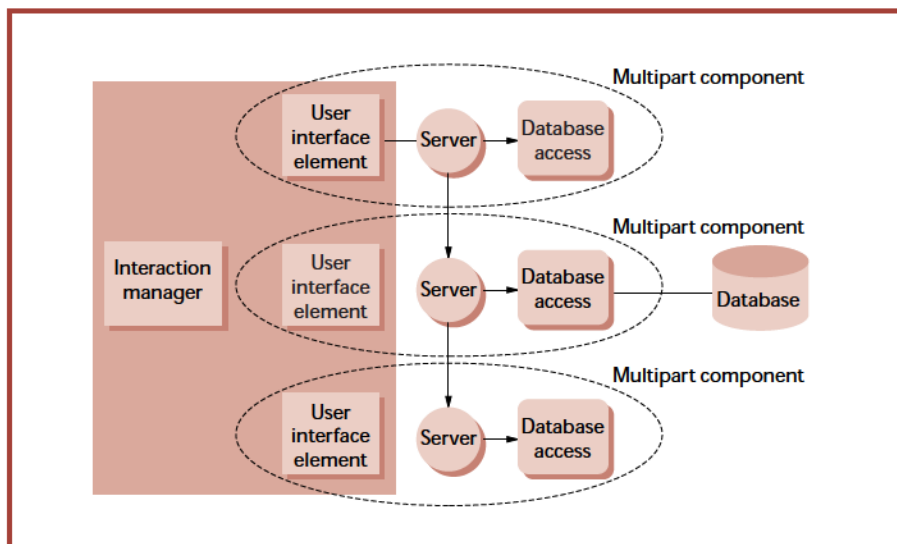 Multipart component
User
interface
element
Server
Database
access
Multipart component
Interaction
manager
User
interface
element
Server
Database
access
Database
Multipart component
User
interface
element
Server
Database
access